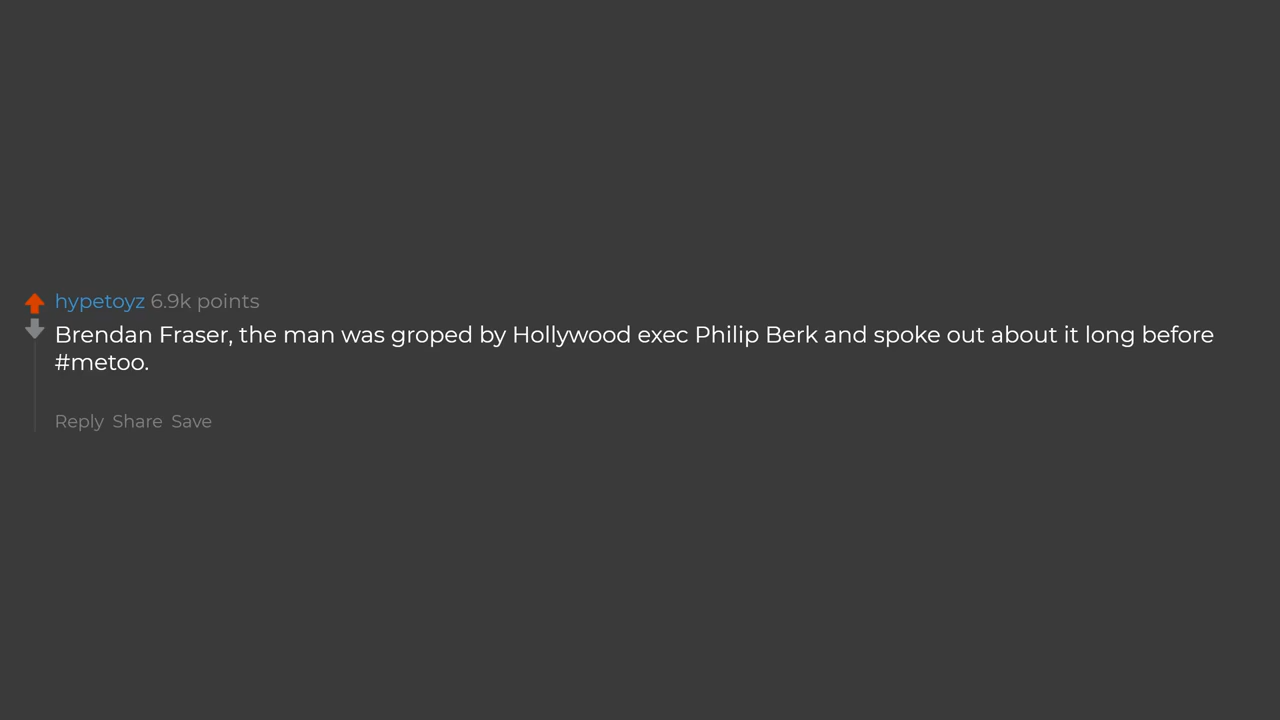 hypetoyz 6.9k points
Brendan Fraser, the man was groped by Hollywood exec Philip Berk and spoke out about it long before
#metoo.
Reply Share Save